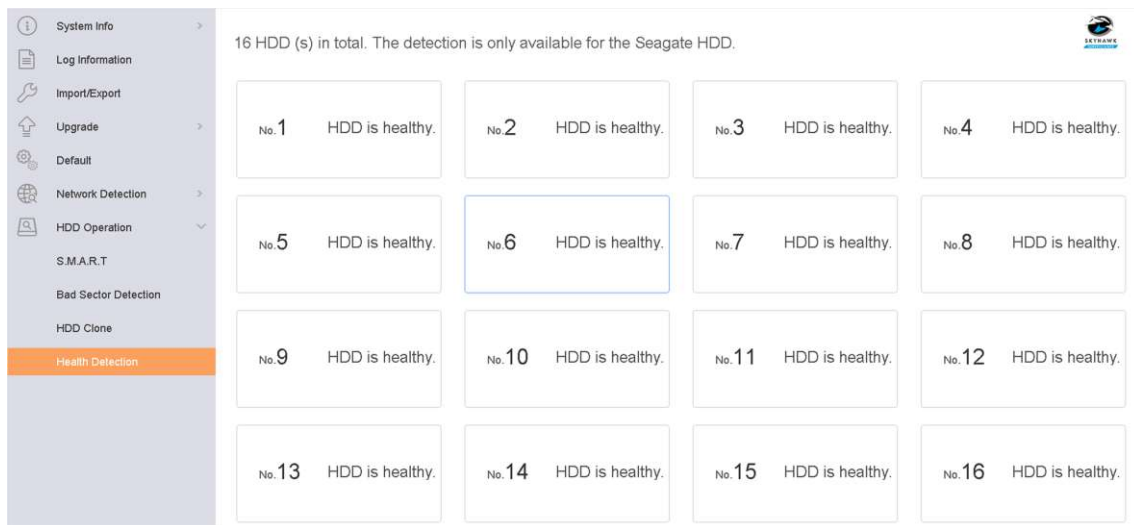 System Info
Log Information
Import/Export
Upgrade
Default
Network Detection
HDD Operation
S.M.A.R.T
Bad Sector Detection
HDD Clone
Health Detection
16 HDD (s) in total. The detection is only available for the Seagate HDD.
SKYHAWK
No.1 HDD is healthy.
No.2 HDD is healthy.
No.3 HDD is healthy.
No.4 HDD is healthy.
No.5 HDD is healthy.
No.6 HDD is healthy.
No.7 HDD is healthy.
No.8 HDD is healthy.
No.9 HDD is healthy.
No.10 HDD is healthy.
No.11 HDD is healthy.
No.12 HDD is healthy.
No.13 HDD is healthy.
No.14 HDD is healthy.
No.15 HDD is healthy.
No.16 HDD is healthy.